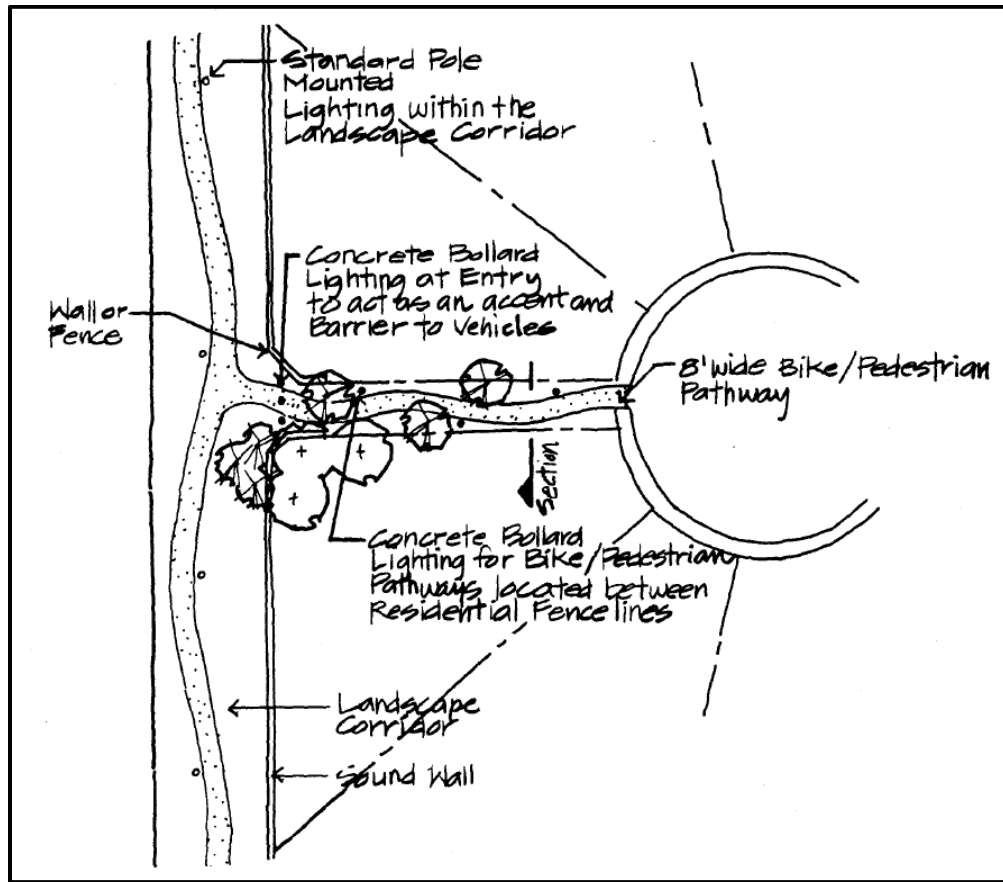 Standard Pole
Mounted
Lighting within the
Landscape Corridor
Concrete Bollard
Lighting at Entry
to act as an accent and
Barrier to Vehicles
Wall or
Fence
8' wide Bike/Pedestrian
Pathway
Section
Concrete Bollard
Lighting for Bike/Pedestrian
Pathways located between
Residential Fence lines
Landscape
Corridor
Sound Wall